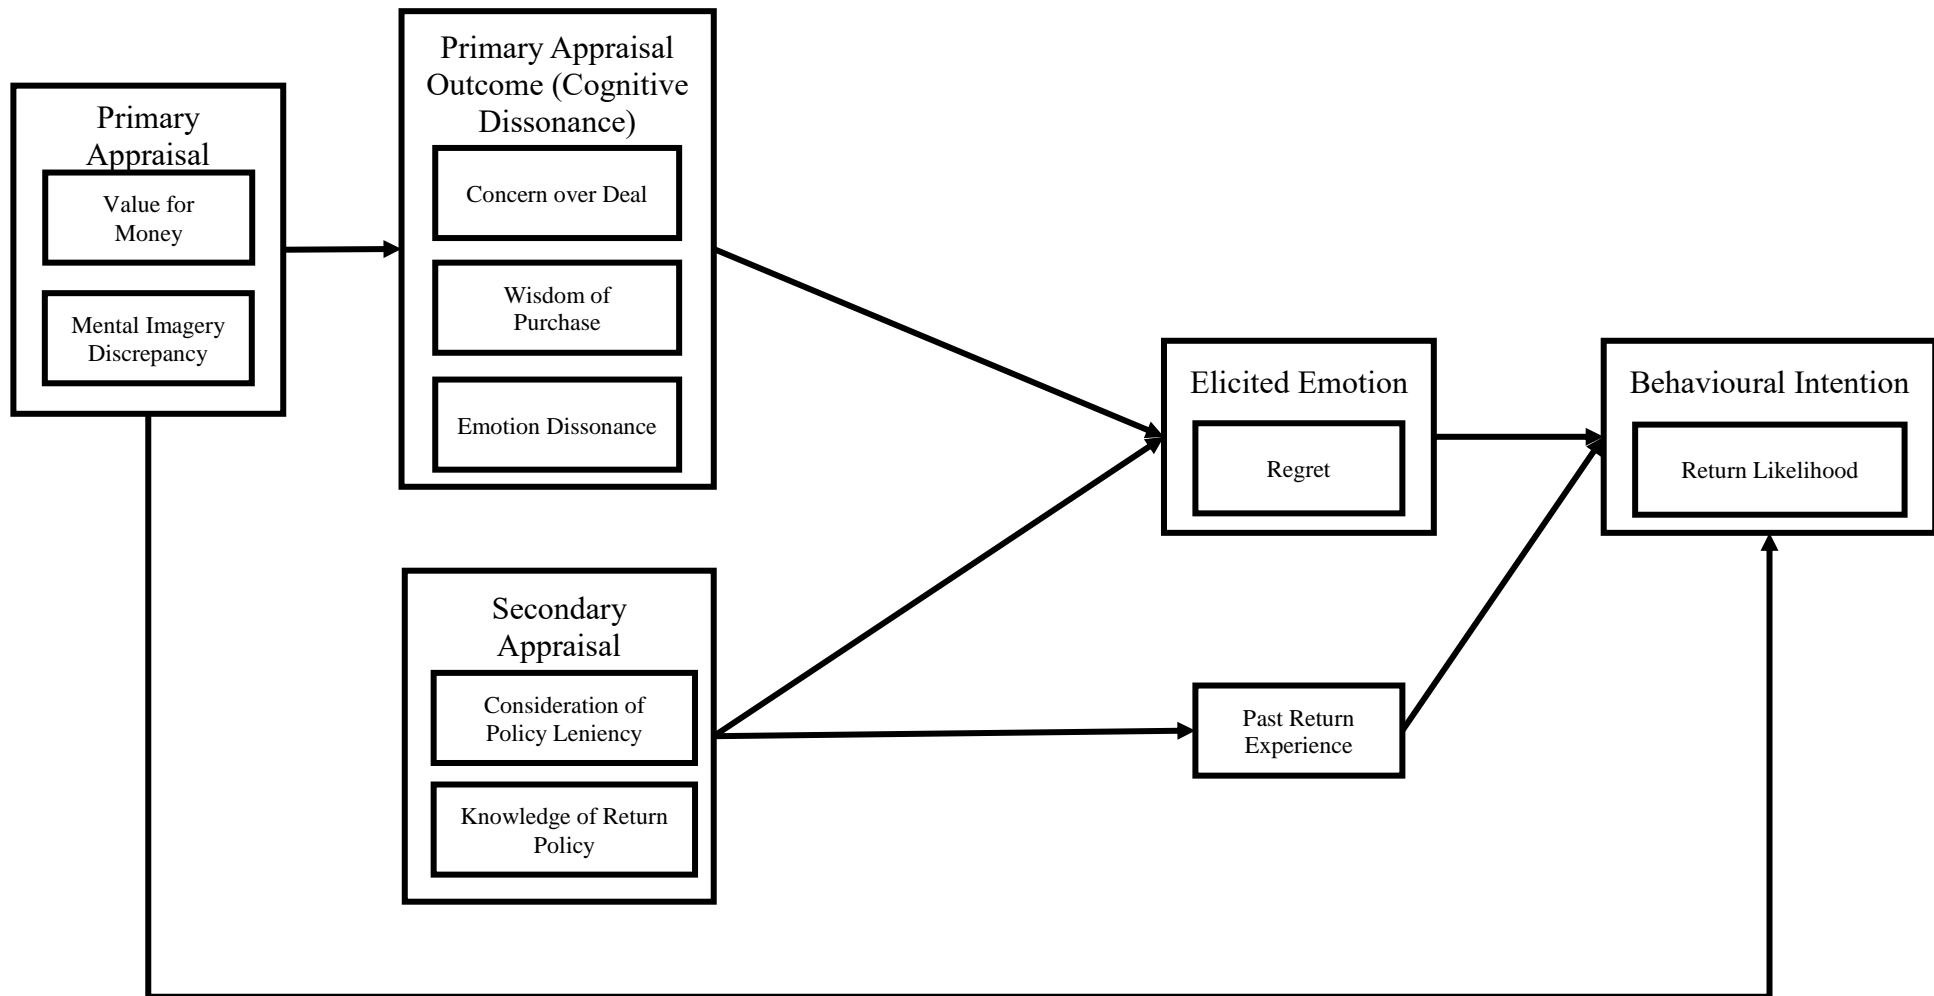 Primary
Appraisal
Value for
Money
Mental Imagery
Discrepancy
Primary Appraisal
Outcome (Cognitive
Dissonance)
Concern over Deal
Wisdom of
Purchase
Emotion Dissonance
Secondary
Appraisal
Consideration of
Policy Leniency
Knowledge of Return
Policy
Elicited Emotion
Regret
Past Return
Experience
Behavioural Intention
Return Likelihood